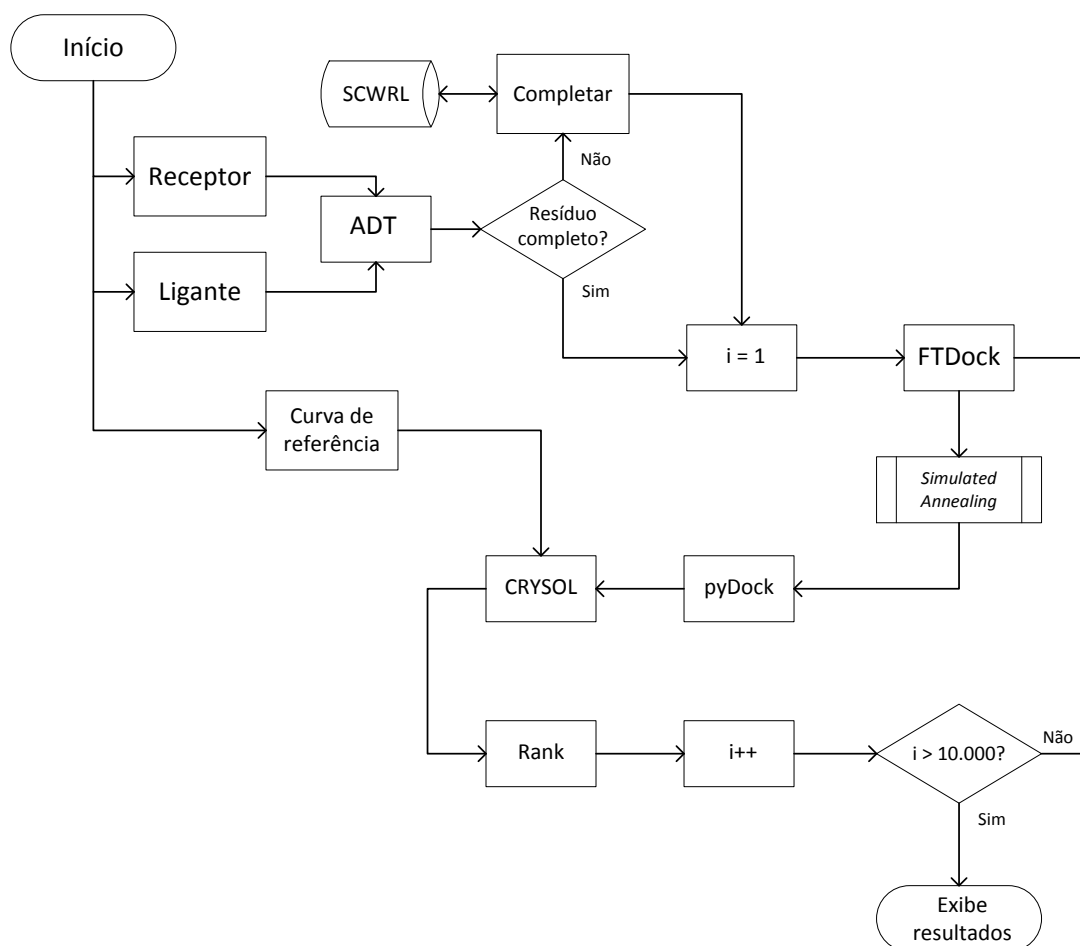 Início
SCWRL
Completar
Não
Receptor
ADT
Resíduo
completo?
Ligante
Sim
i = 1
FTDock
Curva de
referência
Simulated
Annealing
CRYSOL
pyDock
Rank
i++
i > 10.000?
Não
Sim
Exibe
resultados